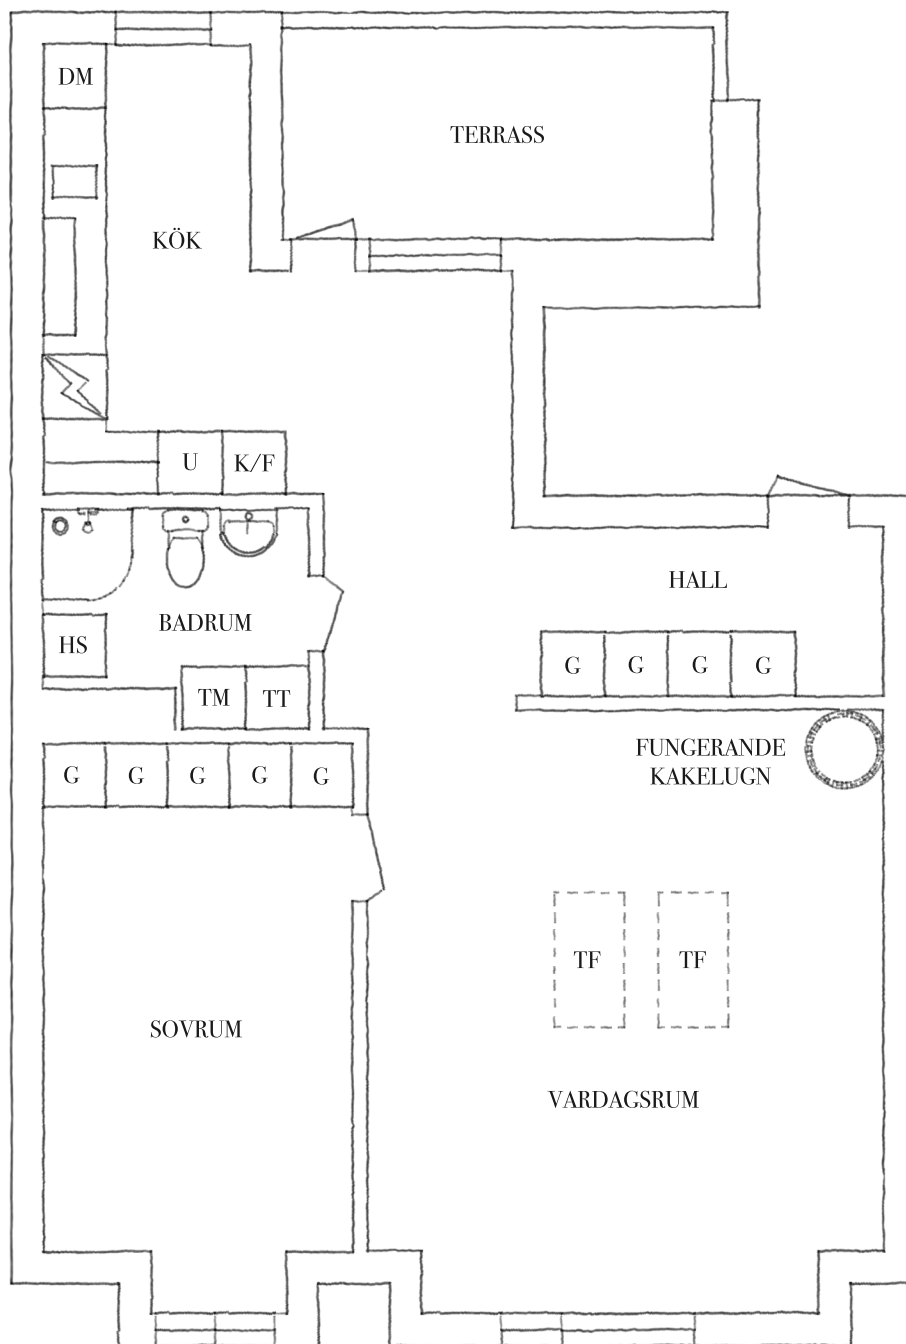 DM
TERRASS
KÖK
U
K/F
HALL
BADRUM
HS
G
G
G
G
TM
TT
FUNGERANDE
KAKELUGN
G
G
G
G
G
TF
TF
SOVRUM
VARDAGSRUM